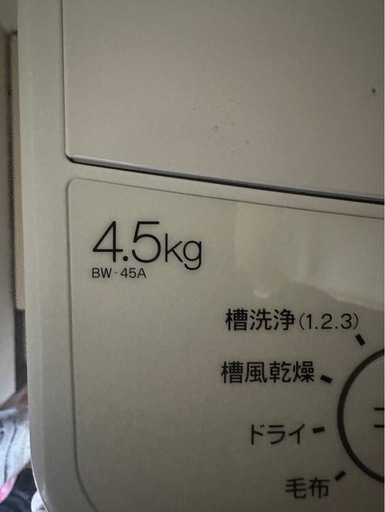 4.5kg
BW-45A
槽洗浄(1.2.3)
槽風乾燥
ドライ
毛布